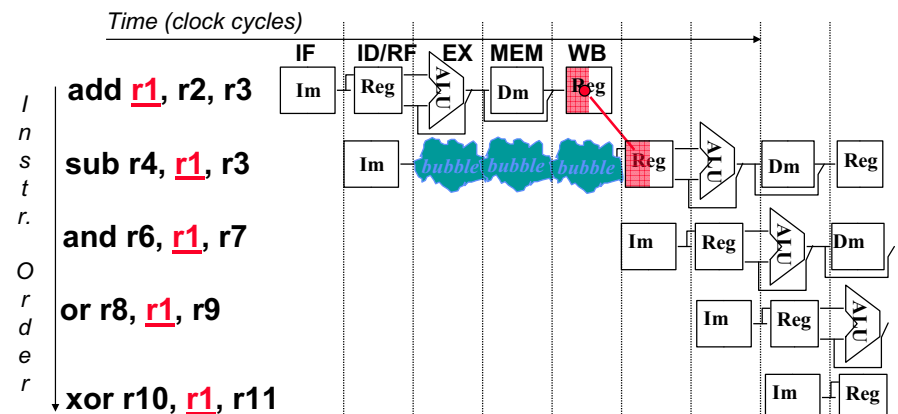 Time (clock cycles)
IF ID/RF EX MEM WB
Instr. Order
add r1, r2, r3
Im Reg ALU Dm Reg
sub r4, r1, r3
Im bubble bubble bubble Reg ALU Dm Reg
and r6, r1, r7
Im Reg ALU Dm
or r8, r1, r9
Im Reg ALU
xor r10, r1, r11
Im Reg